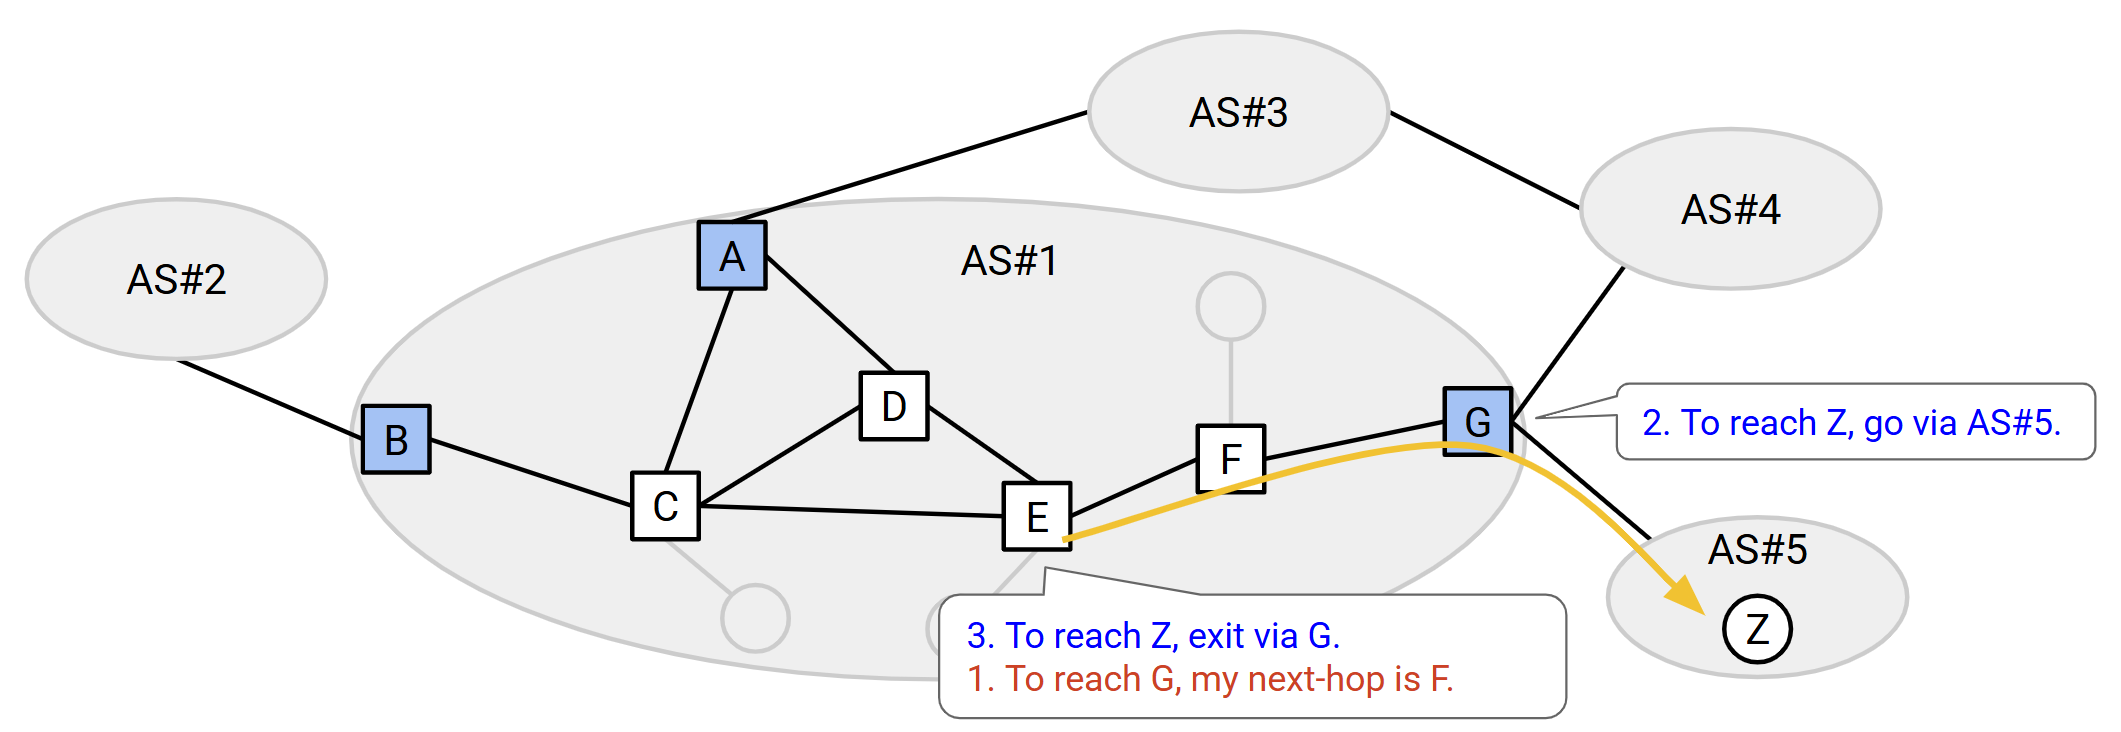 AS#3
AS#4
AS#2
A
AS#1
B
D
G
2. To reach Z, go via AS#5.
C
E
F
AS#5
Z
3. To reach Z, exit via G.
1. To reach G, my next-hop is F.